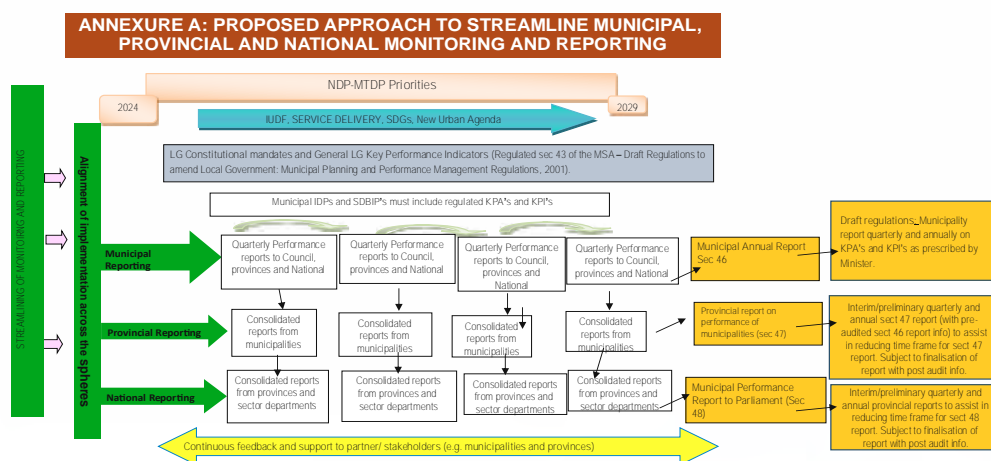 ANNEXURE A: PROPOSED APPROACH TO STREAMLINE MUNICIPAL,
PROVINCIAL AND NATIONAL MONITORING AND REPORTING
NDP-MTDP Priorities
2024
2029
IUDF, SERVICE DELIVERY, SDGs, New Urban Agenda
STREAMLINING OF MONITORING AND REPORTING
Alignment of implementation across the spheres
LG Constitutional mandates and General LG Key Performance Indicators (Regulated sec 43 of the MSA – Draft Regulations to
amend Local Government: Municipal Planning and Performance Management Regulations, 2001).
Municipal IDPs and SDBIP's must include regulated KPA's and KPI's
Municipal
Reporting
Quarterly Performance
reports to Council,
provinces and National
Quarterly Performance
reports to Council,
provinces and National
Quarterly Performance
reports to Council,
provinces and
National
Quarterly Performance
reports to Council,
provinces and National
Municipal Annual Report
Sec 46
Draft regulations_Municipality
report quarterly and annually on
KPA's and KPI's as prescribed by
Minister.
Provincial Reporting
Consolidated
reports from
municipalities
Consolidated
reports from
municipalities
Consolidated
reports from
municipalities
Consolidated
reports from
municipalities
Provincial report on
performance of
municipalities (sec 47)
Interim/preliminary quarterly and
annual sect 47 report (with pre-
audited sect 46 report info) to assist
in reducing time frame for sect 47
report. Subject to finalisation of
report with post audit info.
National Reporting
Consolidated reports
from provinces and
sector departments
Consolidated reports
from provinces and
sector departments
Consolidated reports
from provinces and
sector departments
Consolidated reports
from provinces and
sector departments
Municipal Performance
Report to Parliament (Sec
48)
Interim/preliminary quarterly and
annual provincial reports to assist in
reducing time frame for sect 48
report. Subject to finalisation of
report with post audit info.
Continuous feedback and support to partner/ stakeholders (e.g. municipalities and provinces)